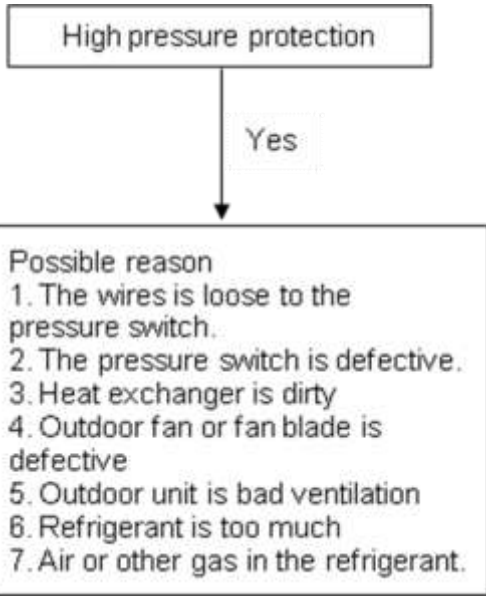 High pressure protection
Yes
Possible reason
1. The wires is loose to the
pressure switch.
2. The pressure switch is defective.
3. Heat exchanger is dirty
4. Outdoor fan or fan blade is
defective
5. Outdoor unit is bad ventilation
6. Refrigerant is too much
7. Air or other gas in the refrigerant.